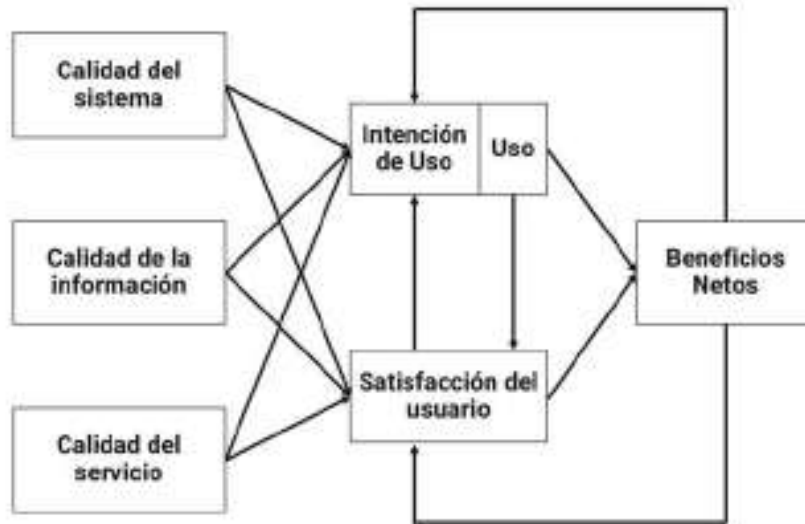 Calidad del
sistema
Intención
de Uso
Uso
Calidad de la
información
Beneficios
Netos
Satisfacción del
usuario
Calidad del
servicio